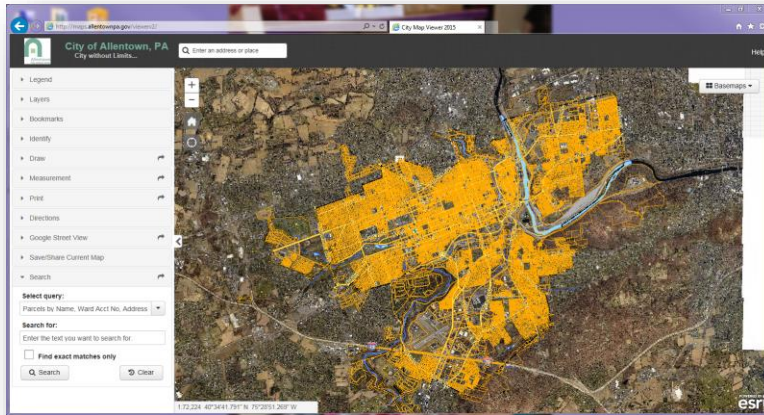 http://helps.allentownpa.gov/viewer2/
City Map Viewer 2015
City of Allentown, PA
City without Limits...
Enter an address or place
Help
Legend
Layers
Bookmarks
Identify
Draw
Measurement
Print
Directions
Google Street View
Save/Share Current Map
Search
Select query:
Parcels by Name, Ward Acct No, Address
Search for:
Enter the text you want to search for
Find exact matches only
Search
Clear
Basemaps
1:72,224 40°34'41.791" N 75°20'51.269" W
esri